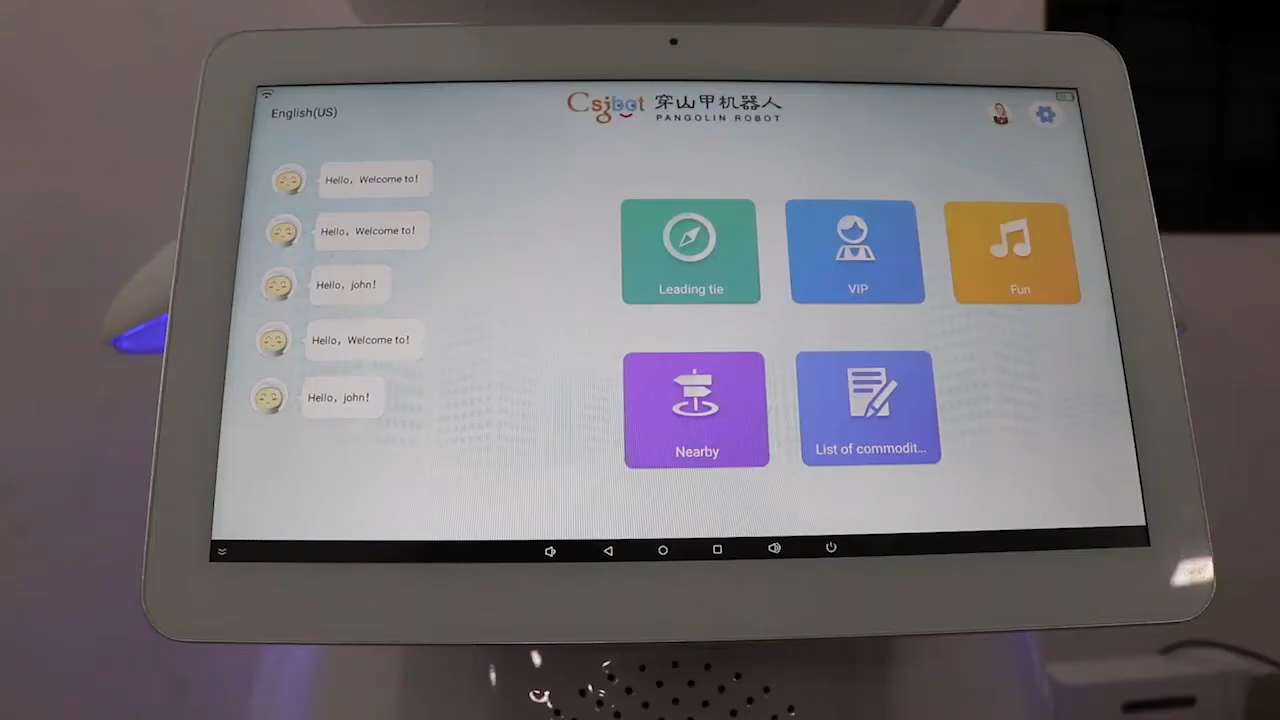 English(US)
Csjbot 穿山甲机器人
PANGOLIN ROBOT
Hello, Welcome to!
Hello, Welcome to!
Hello, john!
Hello, Welcome to!
Hello, john!
Leading tie
VIP
Fun
Nearby
List of commodit...